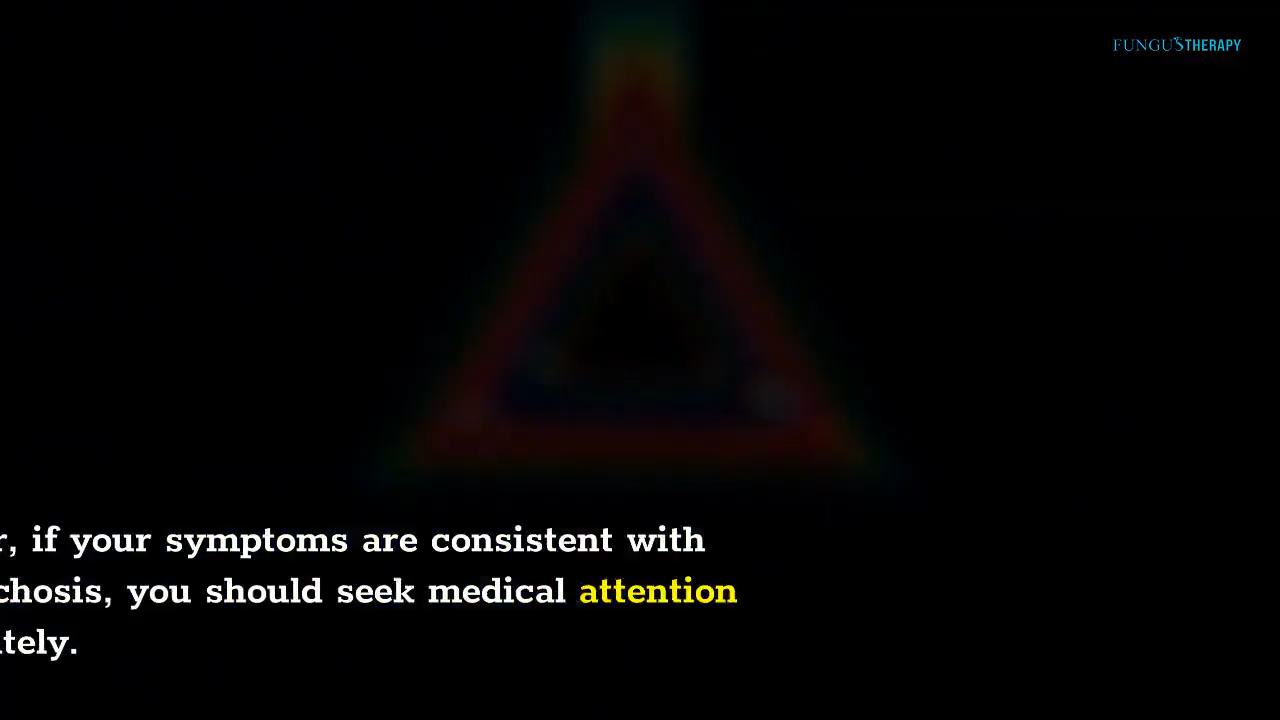 FUNGUSTHERAPY
r, if your symptoms are consistent with
chosis, you should seek medical attention
tely.